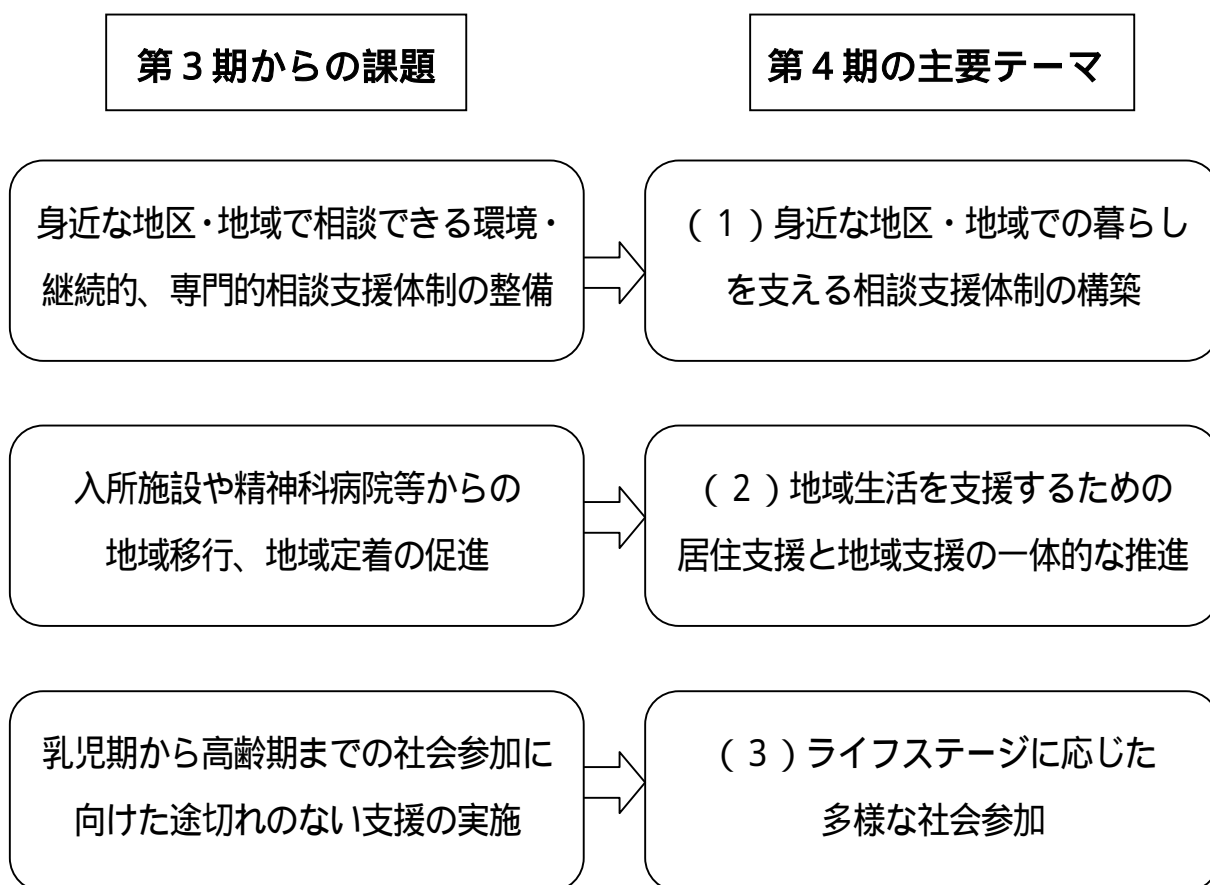 第３期からの課題
第４期の主要テーマ
身近な地区・地域で相談できる環境・
継続的、専門的相談支援体制の整備
（１）身近な地区・地域での暮らし
を支える相談支援体制の構築
入所施設や精神科病院等からの
地域移行、地域定着の促進
（２）地域生活を支援するための
居住支援と地域支援の一体的な推進
乳児期から高齢期までの社会参加に
向けた途切れのない支援の実施
（３）ライフステージに応じた
多様な社会参加